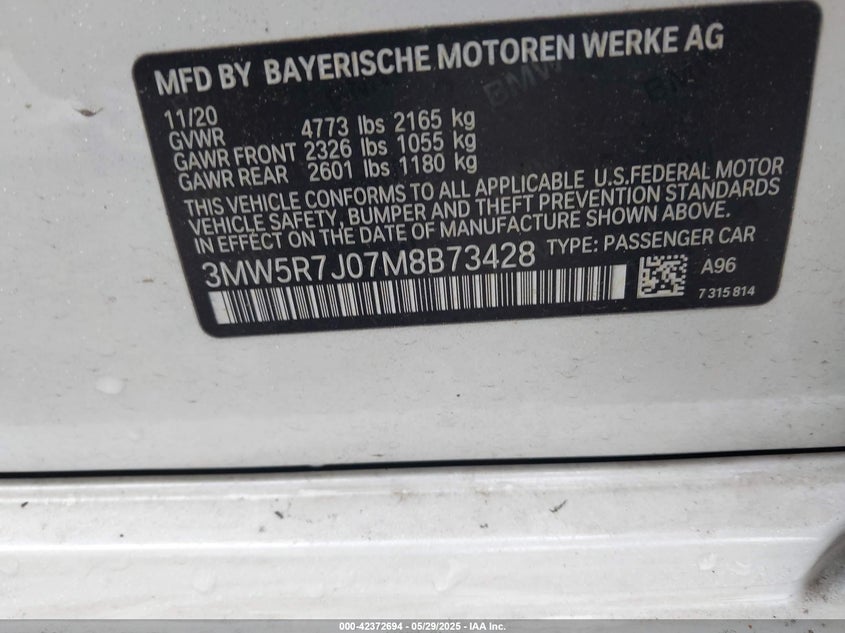 MFD BY BAYERISCHE MOTOREN WERKE AG
11/20
GVWR 4773 lbs 2165 kg
GAWR FRONT 2326 lbs 1055 kg
GAWR REAR 2601 lbs 1180 kg
THIS VEHICLE CONFORMS TO ALL APPLICABLE U.S.FEDERAL MOTOR
VEHICLE SAFETY, BUMPER AND THEFT PREVENTION STANDARDS
IN EFFECT ON THE DATE OF MANUFACTURE SHOWN ABOVE.
3MW5R7J07M8B73428 TYPE: PASSENGER CAR
A96
7 315 814
000-42372694 - 05/29/2025 - IAA Inc.